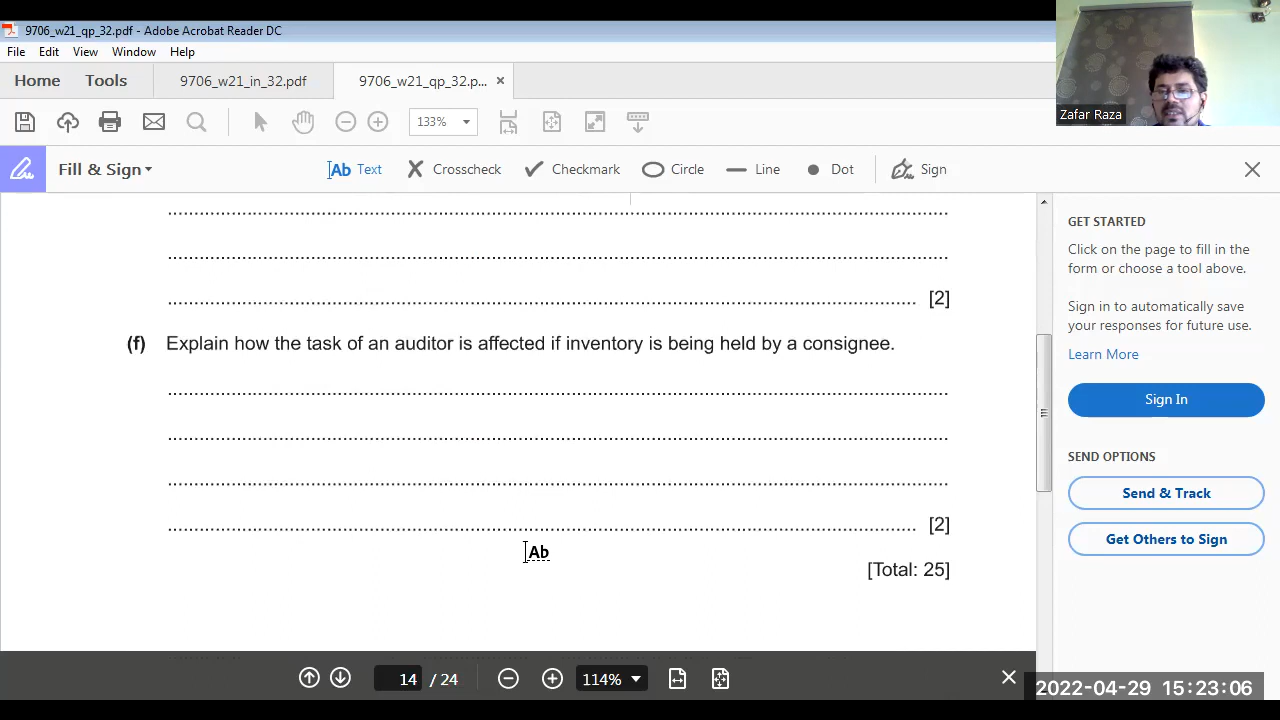 9706_w21_qp_32.pdf - Adobe Acrobat Reader DC
File Edit View Window Help
Home Tools 9706_w21_in_32.pdf 9706_w21_qp_32.p... ×
133%
Zafar Raza
Fill & Sign Ab Text Crosscheck Checkmark Circle Line Dot Sign
.......... 
..........
.......... [2]
(f) Explain how the task of an auditor is affected if inventory is being held by a consignee.
..........
..........
..........
.......... [2]
Ab
[Total: 25]
GET STARTED
Click on the page to fill in the
form or choose a tool above.
Sign in to automatically save
your responses for future use.
Learn More
Sign In
SEND OPTIONS
Send & Track
Get Others to Sign
14 / 24 114%
2022-04-29 15:23:06